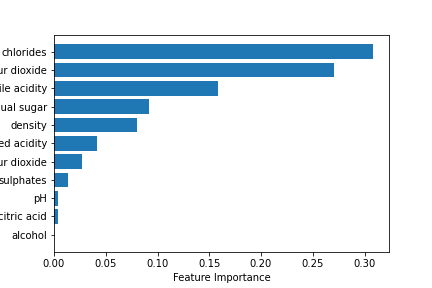 chlorides
ur dioxide
ile acidity
ual sugar
density
ed acidity
ur dioxide
sulphates
pH
citric acid
alcohol
0.00 0.05 0.10 0.15 0.20 0.25 0.30
Feature Importance